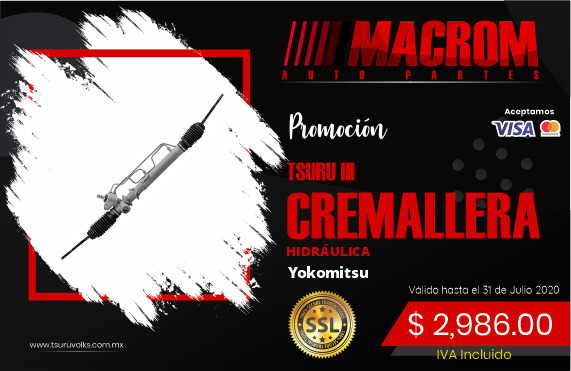 MACROM
AUTO PARTES
Aceptamos
VISA
Promoción
TSURU III
CREMALLERA
HIDRÁULICA
Yokomitsu
Válido hasta el 31 de Julio 2020
SSL
$ 2,986.00
IVA Incluido
www.tsuruvolks.com.mx